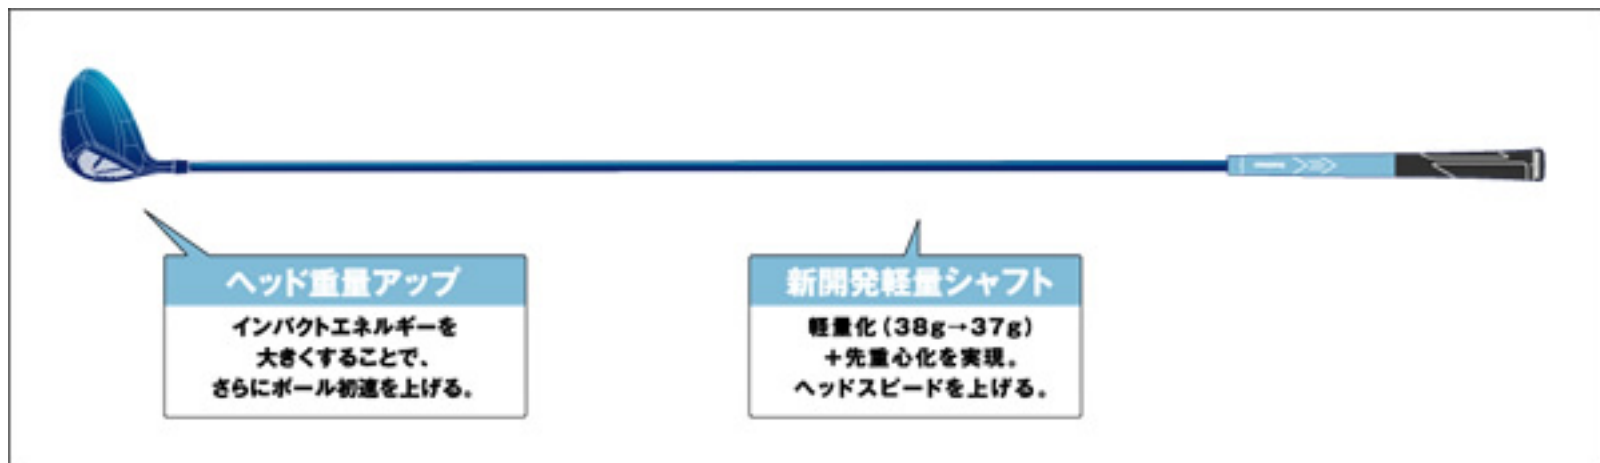 ヘッド重量アップ
インパクトエネルギーを
大きくすることで、
さらにボール初速を上げる。
新開発軽量シャフト
軽量化(38g→37g)
+先重心化を実現。
ヘッドスピードを上げる。